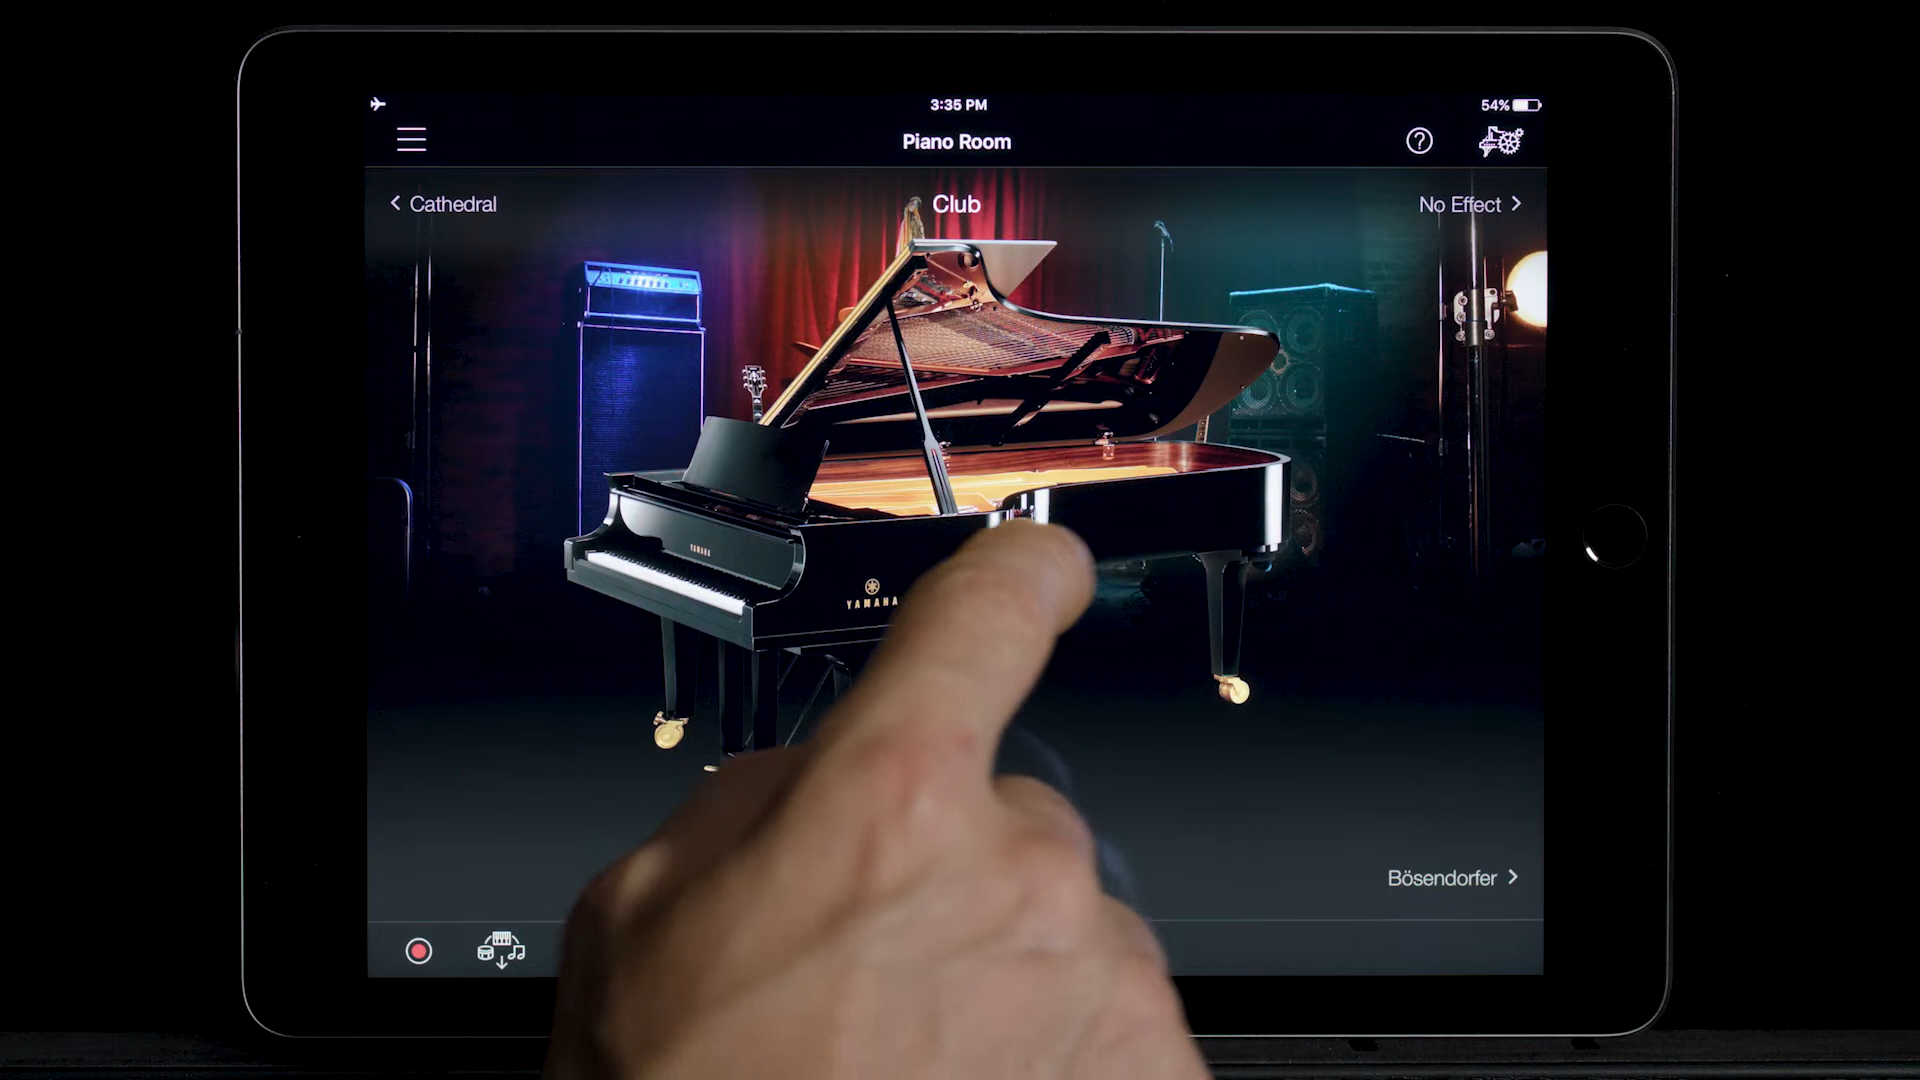 3:35 PM
54%
Piano Room
?
Cathedral
Club
No Effect
YAMAHA
YAMAHA
Bösendorfer